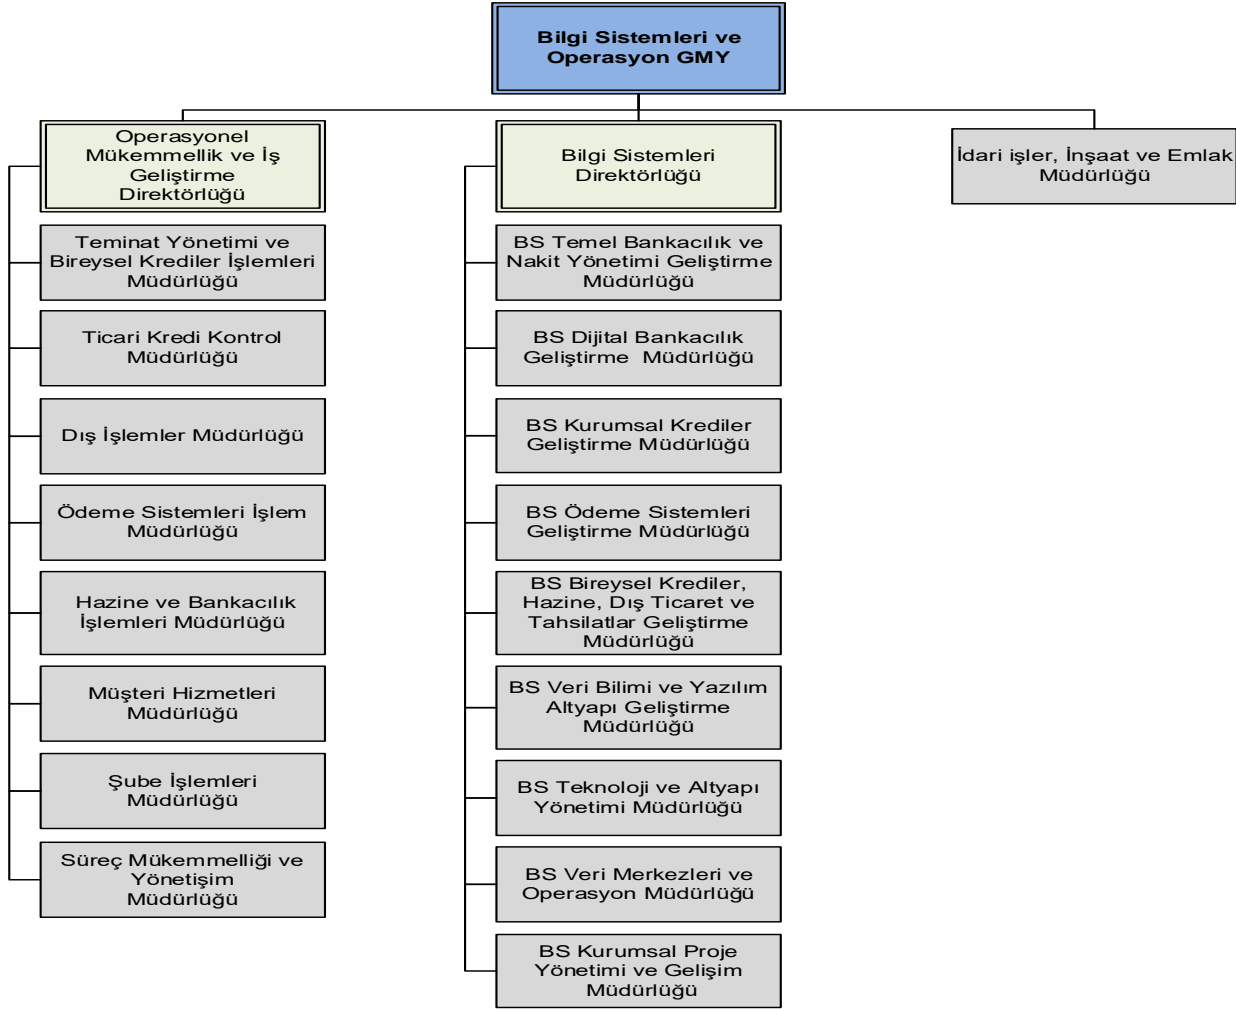 Bilgi Sistemleri ve
Operasyon GMY
Operasyonel
Mükemmellik ve İş
Geliştirme
Direktörlüğü
Teminat Yönetimi ve
Bireysel Krediler İşlemleri
Müdürlüğü
Ticari Kredi Kontrol
Müdürlüğü
Dış İşlemler Müdürlüğü
Ödeme Sistemleri İşlem
Müdürlüğü
Hazine ve Bankacılık
İşlemleri Müdürlüğü
Müşteri Hizmetleri
Müdürlüğü
Şube İşlemleri
Müdürlüğü
Süreç Mükemmelliği ve
Yönetişim
Müdürlüğü
Bilgi Sistemleri
Direktörlüğü
BS Temel Bankacılık ve
Nakit Yönetimi Geliştirme
Müdürlüğü
BS Dijital Bankacılık
Geliştirme Müdürlüğü
BS Kurumsal Krediler
Geliştirme Müdürlüğü
BS Ödeme Sistemleri
Geliştirme Müdürlüğü
BS Bireysel Krediler,
Hazine, Dış Ticaret ve
Tahsilatlar Geliştirme
Müdürlüğü
BS Veri Bilimi ve Yazılım
Altyapı Geliştirme
Müdürlüğü
BS Teknoloji ve Altyapı
Yönetimi Müdürlüğü
BS Veri Merkezleri ve
Operasyon Müdürlüğü
BS Kurumsal Proje
Yönetimi ve Gelişim
Müdürlüğü
İdari işler, İnşaat ve Emlak
Müdürlüğü